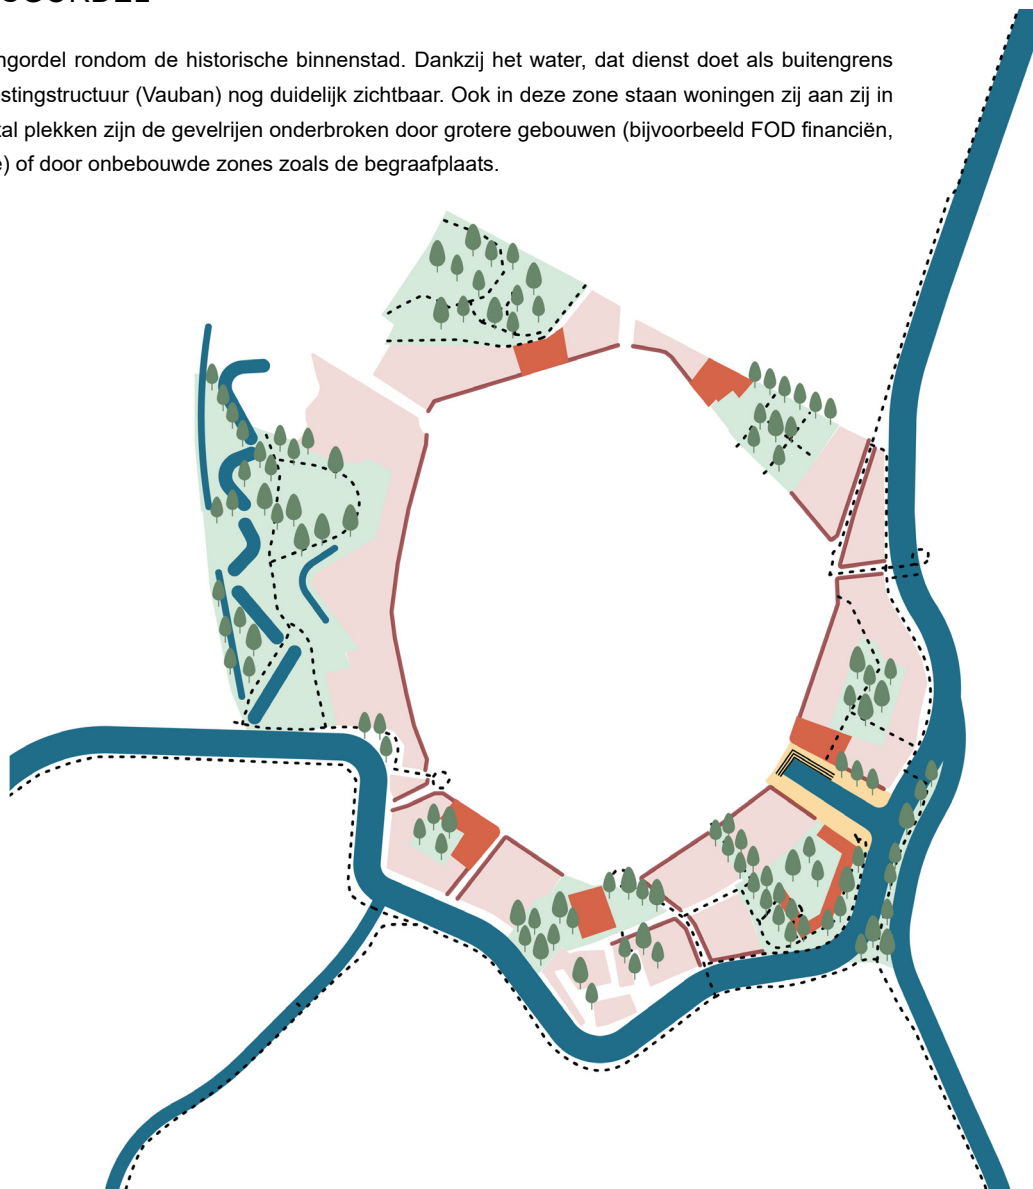 ngordel rondom de historische binnenstad. Dankzij het water, dat dienst doet als buitengrens
stingstructuur (Vauban) nog duidelijk zichtbaar. Ook in deze zone staan woningen zij aan zij in
tal plekken zijn de gevelrijen onderbroken door grotere gebouwen (bijvoorbeeld FOD financiën,
e) of door onbebouwde zones zoals de begraafplaats.